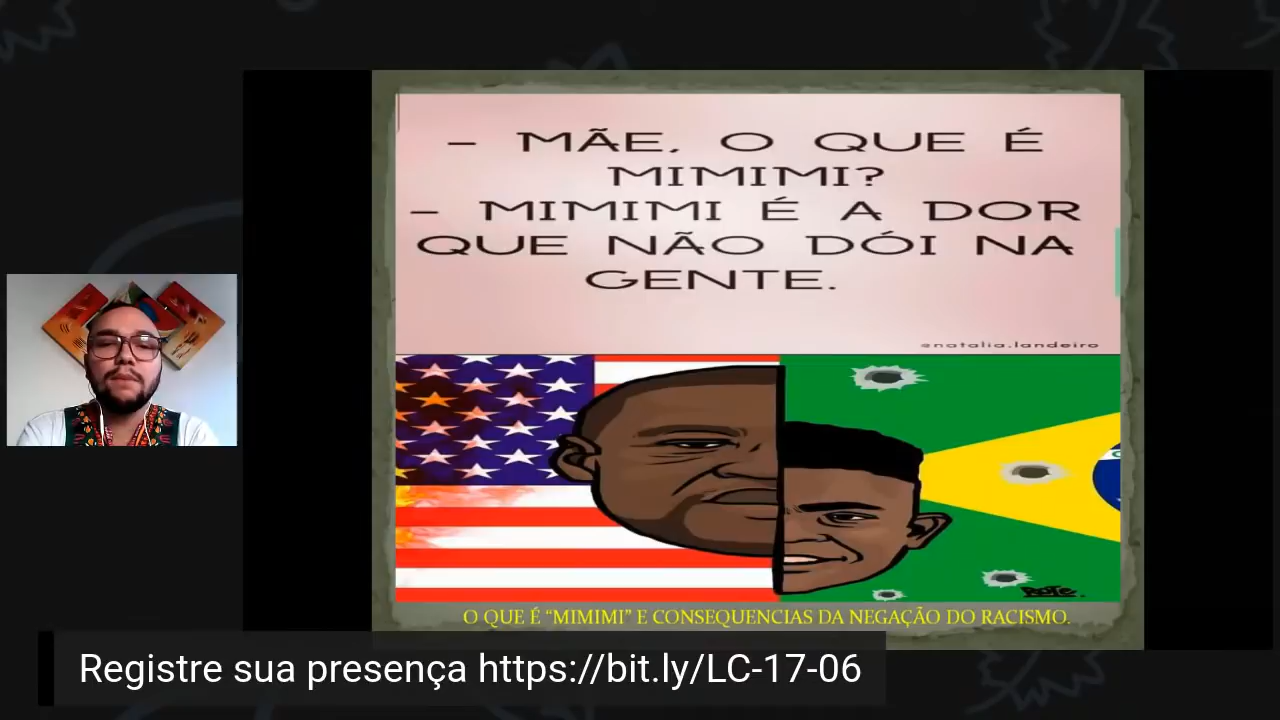 - MÃE, O QUE É
MIMIMI?
- MIMIMI É A DOR
QUE NÃO DÓI NA
GENTE.
@natalia.landeiro
O QUE É “MIMIMI” E CONSEQUENCIAS DA NEGAÇÃO DO RACISMO.
Registre sua presença https://bit.ly/LC-17-06